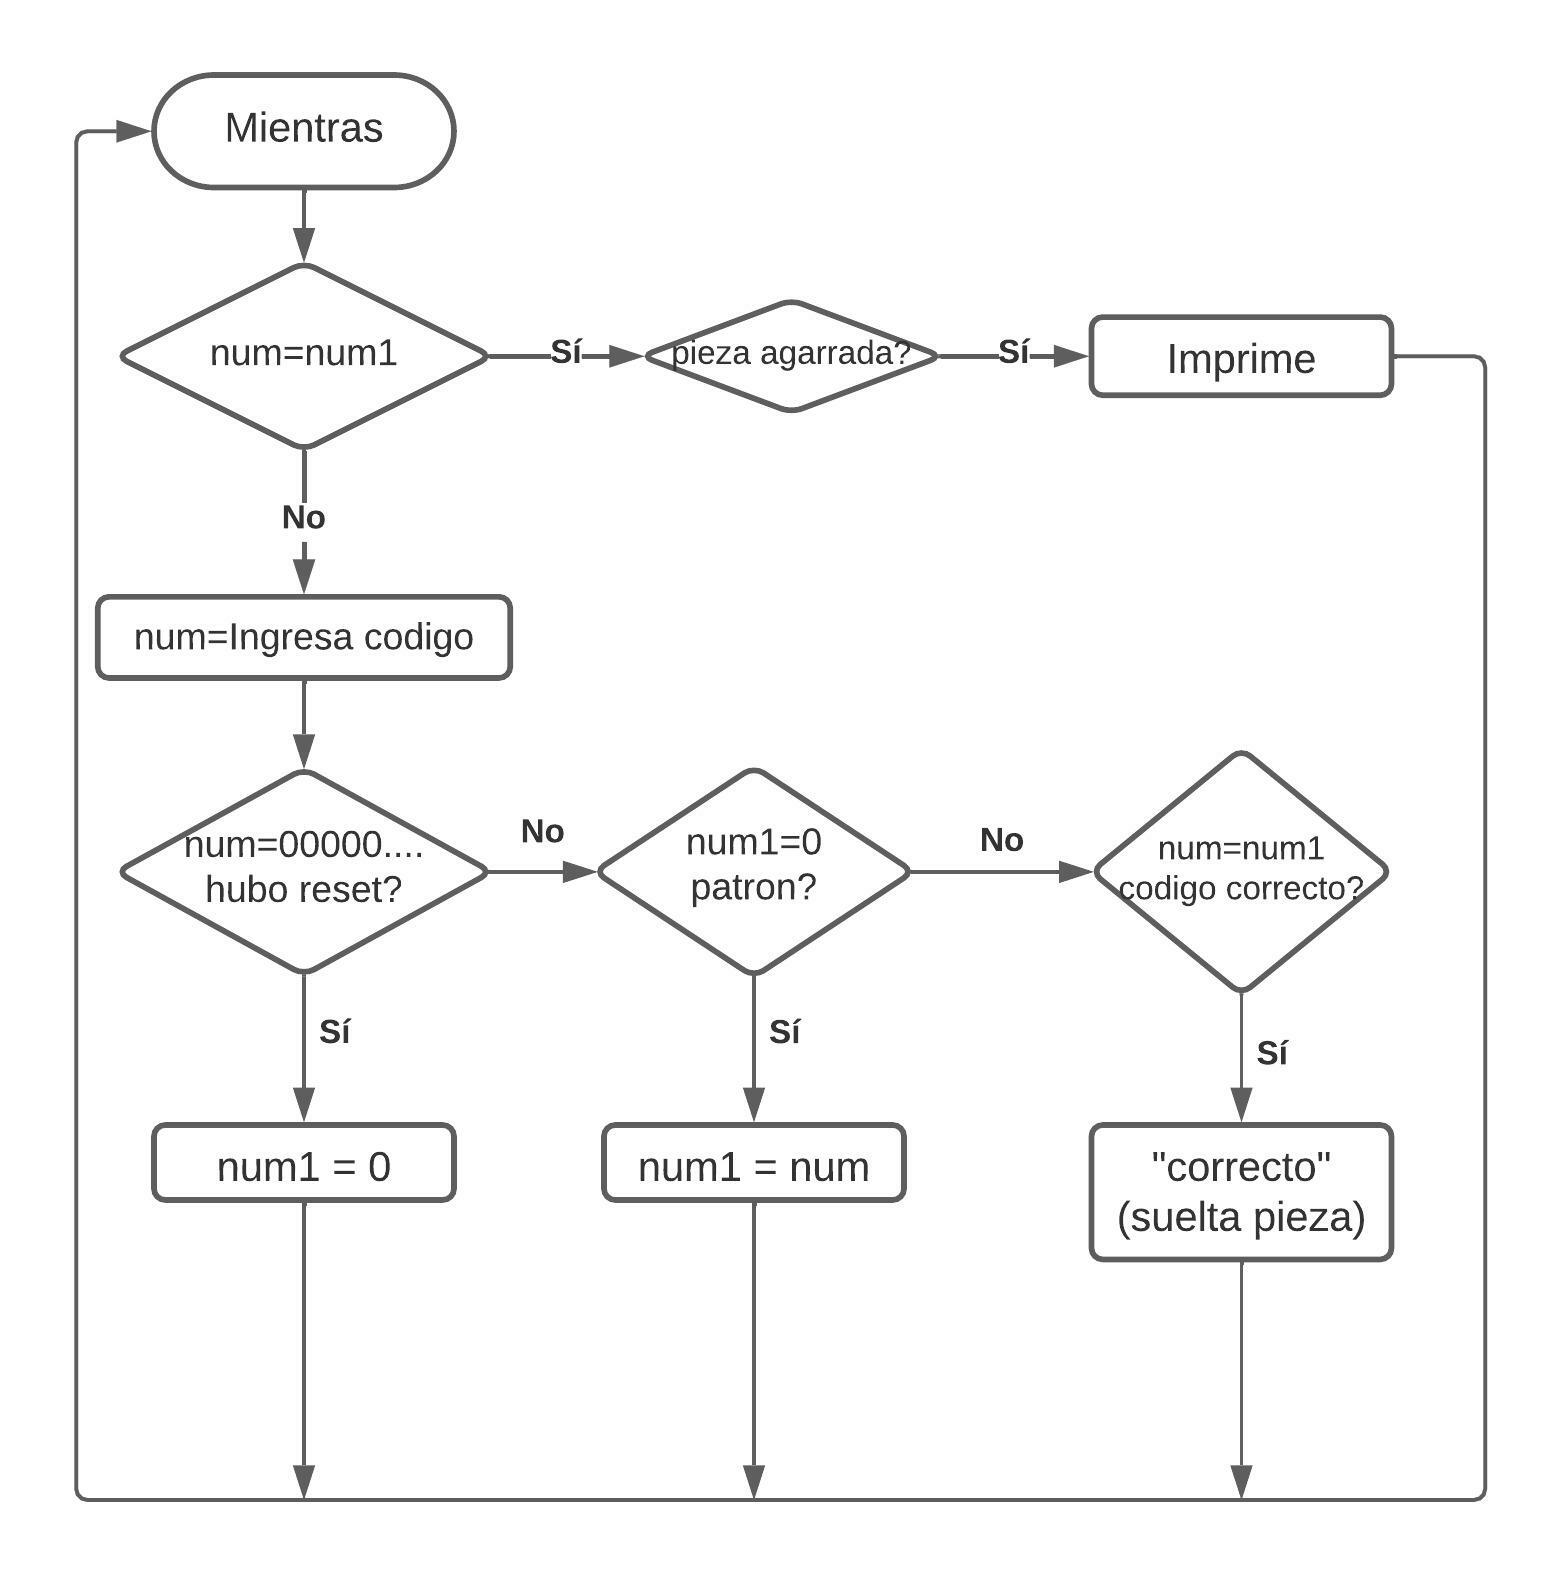 Mientras
num=num1
Sí
pieza agarrada?
Sí
Imprime
No
num=Ingresa codigo
num=00000....
hubo reset?
No
num1=0
patron?
No
num=num1
codigo correcto?
Sí
Sí
Sí
num1 = 0
num1 = num
"correcto"
(suelta pieza)